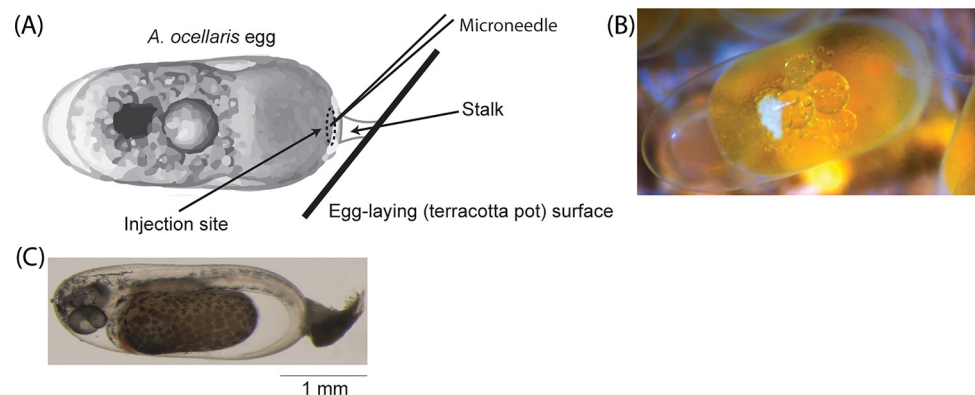 (A)
A. ocellaris egg
Microneedle
Stalk
Injection site
Egg-laying (terracotta pot) surface
(B)
(C)
1 mm